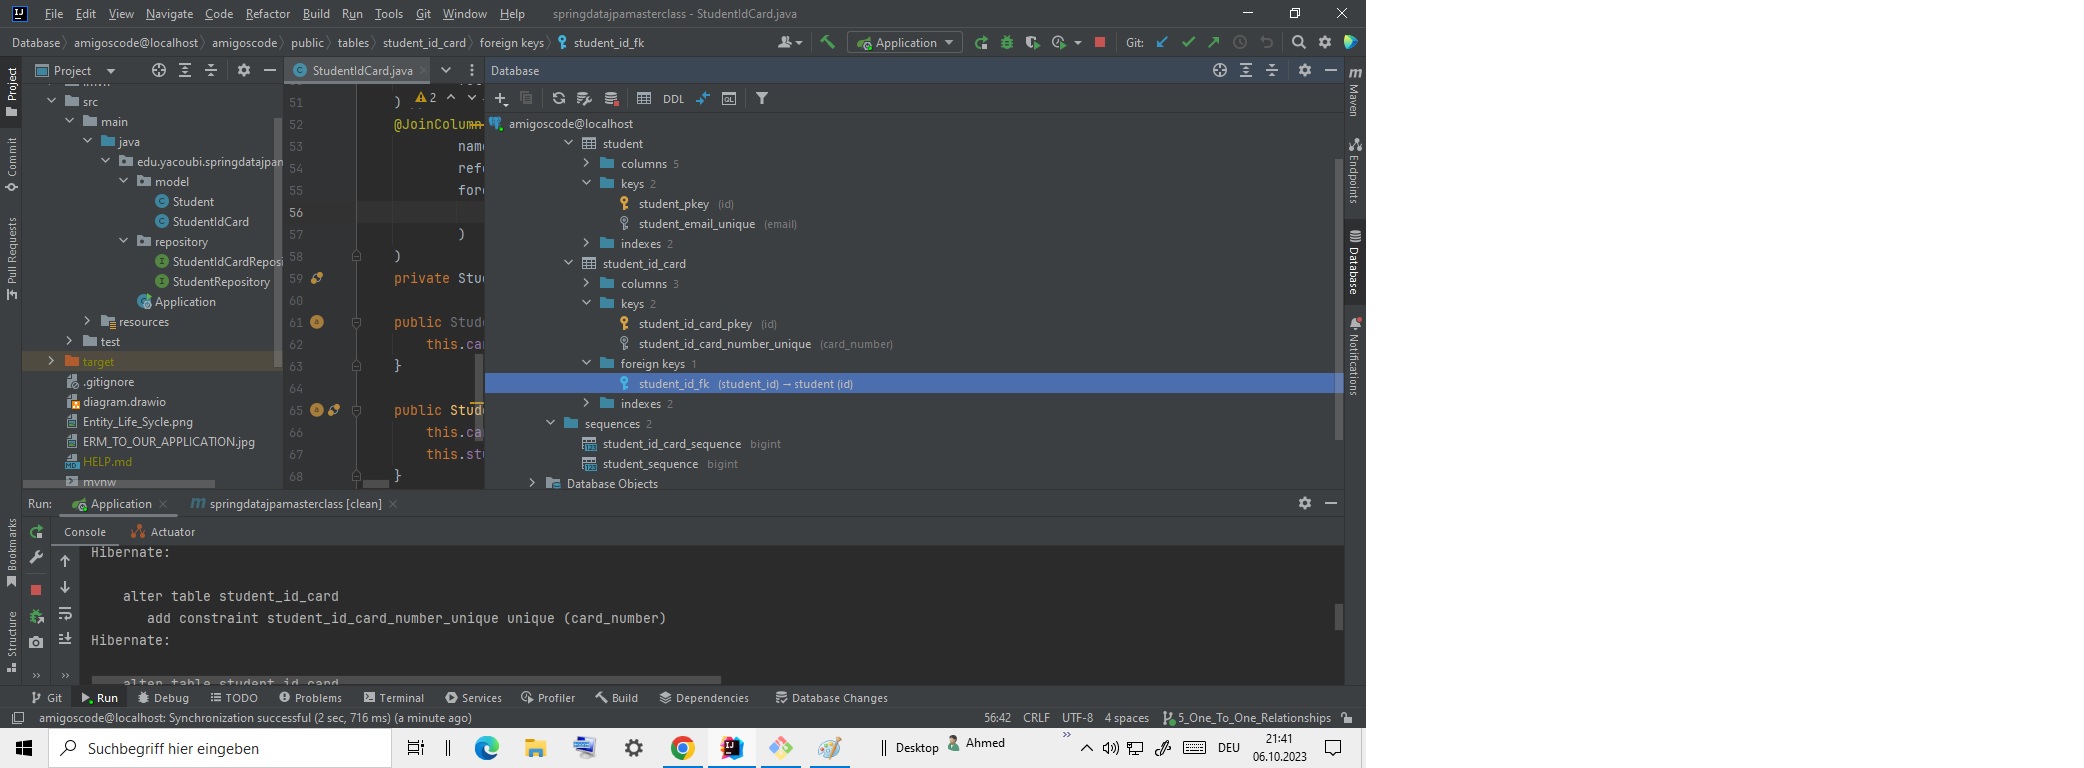 File Edit View Navigate Code Refactor Build Run Tools Git Window Help springdatajpamasterclass - StudentIdCard.java
Database amigoscode@localhost amigoscode public tables student_id_card foreign keys student_id_fk Application Git:
Project StudentIdCard.java Database
src
main
java
edu.yacoubi.springdatajpan
model
Student
StudentIdCard
repository
StudentIdCardReposi
StudentRepository
Application
resources
test
target
.gitignore
diagram.drawio
Entity_Life_Sycle.png
ERM_TO_OUR_APPLICATION.jpg
HELP.md
mvnw
2
51 )
52 @JoinColumn
53 name
54 refe
55 fore
56
57 )
58 )
59 private Stu
60
61 public Stud
62 this.car
63 }
64
65 public Stud
66 this.ca
67 this.stu
68 }
DDL
QL
amigoscode@localhost
student
columns 5
keys 2
student_pkey (id)
student_email_unique (email)
indexes 2
student_id_card
columns 3
keys 2
student_id_card_pkey (id)
student_id_card_number_unique (card_number)
foreign keys 1
student_id_fk (student_id) → student (id)
indexes 2
sequences 2
student_id_card_sequence bigint
student_sequence bigint
Database Objects
Project
Commit
Pull Requests
Bookmarks
Structure
Maven
Endpoints
Database
Notifications
Run: Application springdatajpamasterclass [clean]
Console Actuator
Hibernate:
alter table student_id_card
add constraint student_id_card_number_unique unique (card_number)
Hibernate:
alter table student_id_card
Git Run Debug TODO Problems Terminal Services Profiler Build Dependencies Database Changes
amigoscode@localhost: Synchronization successful (2 sec, 716 ms) (a minute ago) 56:42 CRLF UTF-8 4 spaces 5_One_To_One_Relationships
Suchbegriff hier eingeben Desktop Ahmed DEU 21:41
06.10.2023